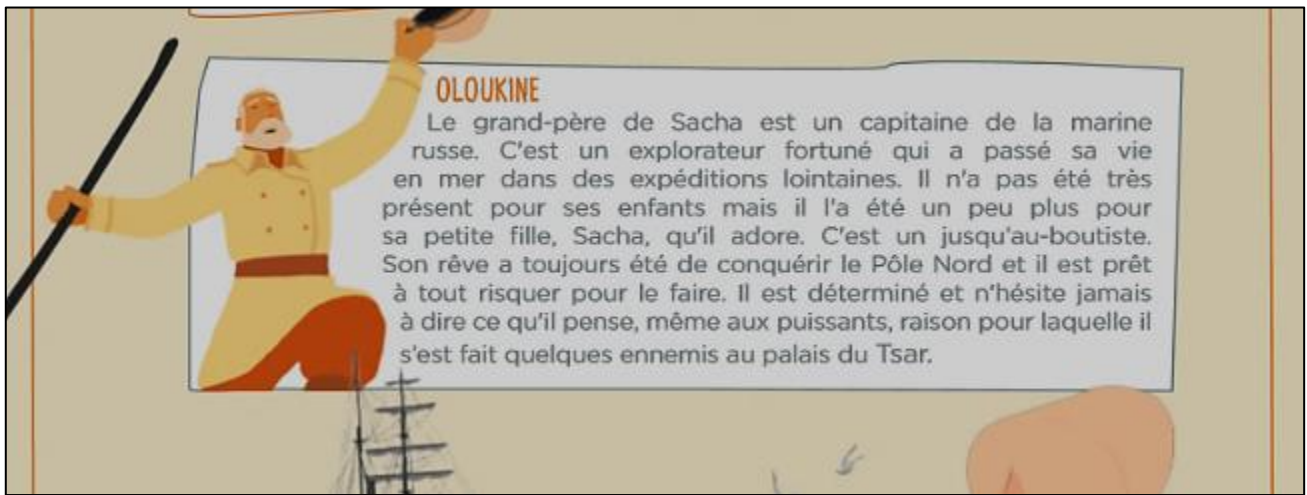 OLOUKINE
Le grand-père de Sacha est un capitaine de la marine
russe. C'est un explorateur fortuné qui a passé sa vie
en mer dans des expéditions lointaines. Il n'a pas été très
présent pour ses enfants mais il l'a été un peu plus pour
sa petite fille, Sacha, qu'il adore. C'est un jusqu'au-boutiste.
Son rêve a toujours été de conquérir le Pôle Nord et il est prêt
à tout risquer pour le faire. Il est déterminé et n'hésite jamais
à dire ce qu'il pense, même aux puissants, raison pour laquelle il
s'est fait quelques ennemis au palais du Tsar.